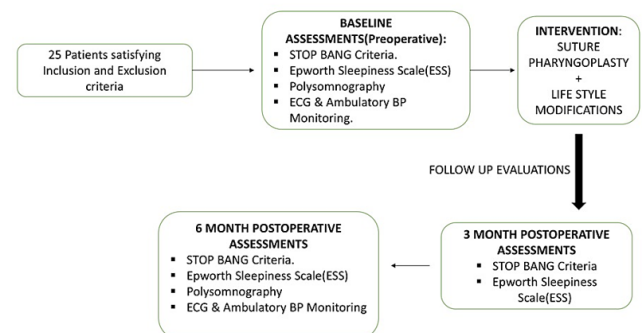 25 Patients satisfying
Inclusion and Exclusion
criteria
BASELINE
ASSESSMENTS(Preoperative):
▪ STOP BANG Criteria.
▪ Epworth Sleepiness Scale(ESS)
▪ Polysomnography
▪ ECG & Ambulatory BP
Monitoring.
INTERVENTION:
SUTURE
PHARYNGOPLASTY
+
LIFE STYLE
MODIFICATIONS
FOLLOW UP EVALUATIONS
3 MONTH POSTOPERATIVE
ASSESSMENTS
▪ STOP BANG Criteria
▪ Epworth Sleepiness
Scale(ESS)
6 MONTH POSTOPERATIVE
ASSESSMENTS
▪ STOP BANG Criteria.
▪ Epworth Sleepiness Scale(ESS)
▪ Polysomnography
▪ ECG & Ambulatory BP Monitoring